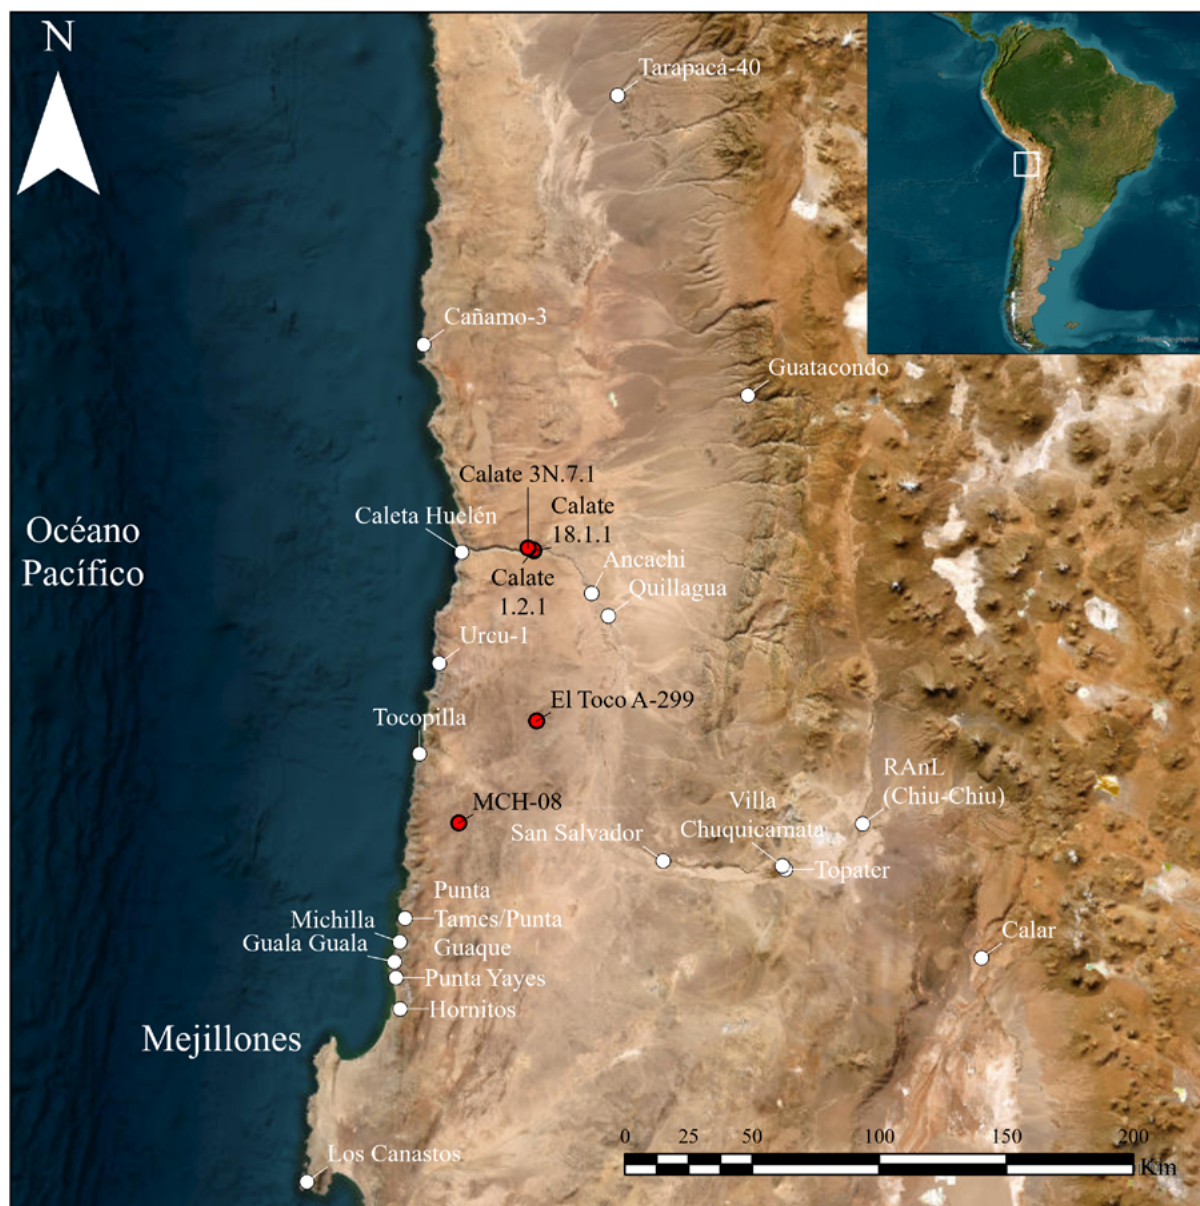 N
Tarapacá-40
Cañamo-3
Guatacondo
Calate 3N.7.1
Calate
18.1.1
Caleta Huelén
Océano
Pacífico
Calate
1.2.1
Ancachi
Quillagua
Urcu-1
El Toco A-299
Tocopilla
RAnL
(Chiu-Chiu)
MCH-08
Villa
Chuquicamata
San Salvador
Topater
Punta
Tames/Punta
Guaque
Michilla
Guala Guala
Calar
Punta Yayes
Hornitos
Mejillones
0 25 50 100 150 200
Km
Los Canastos